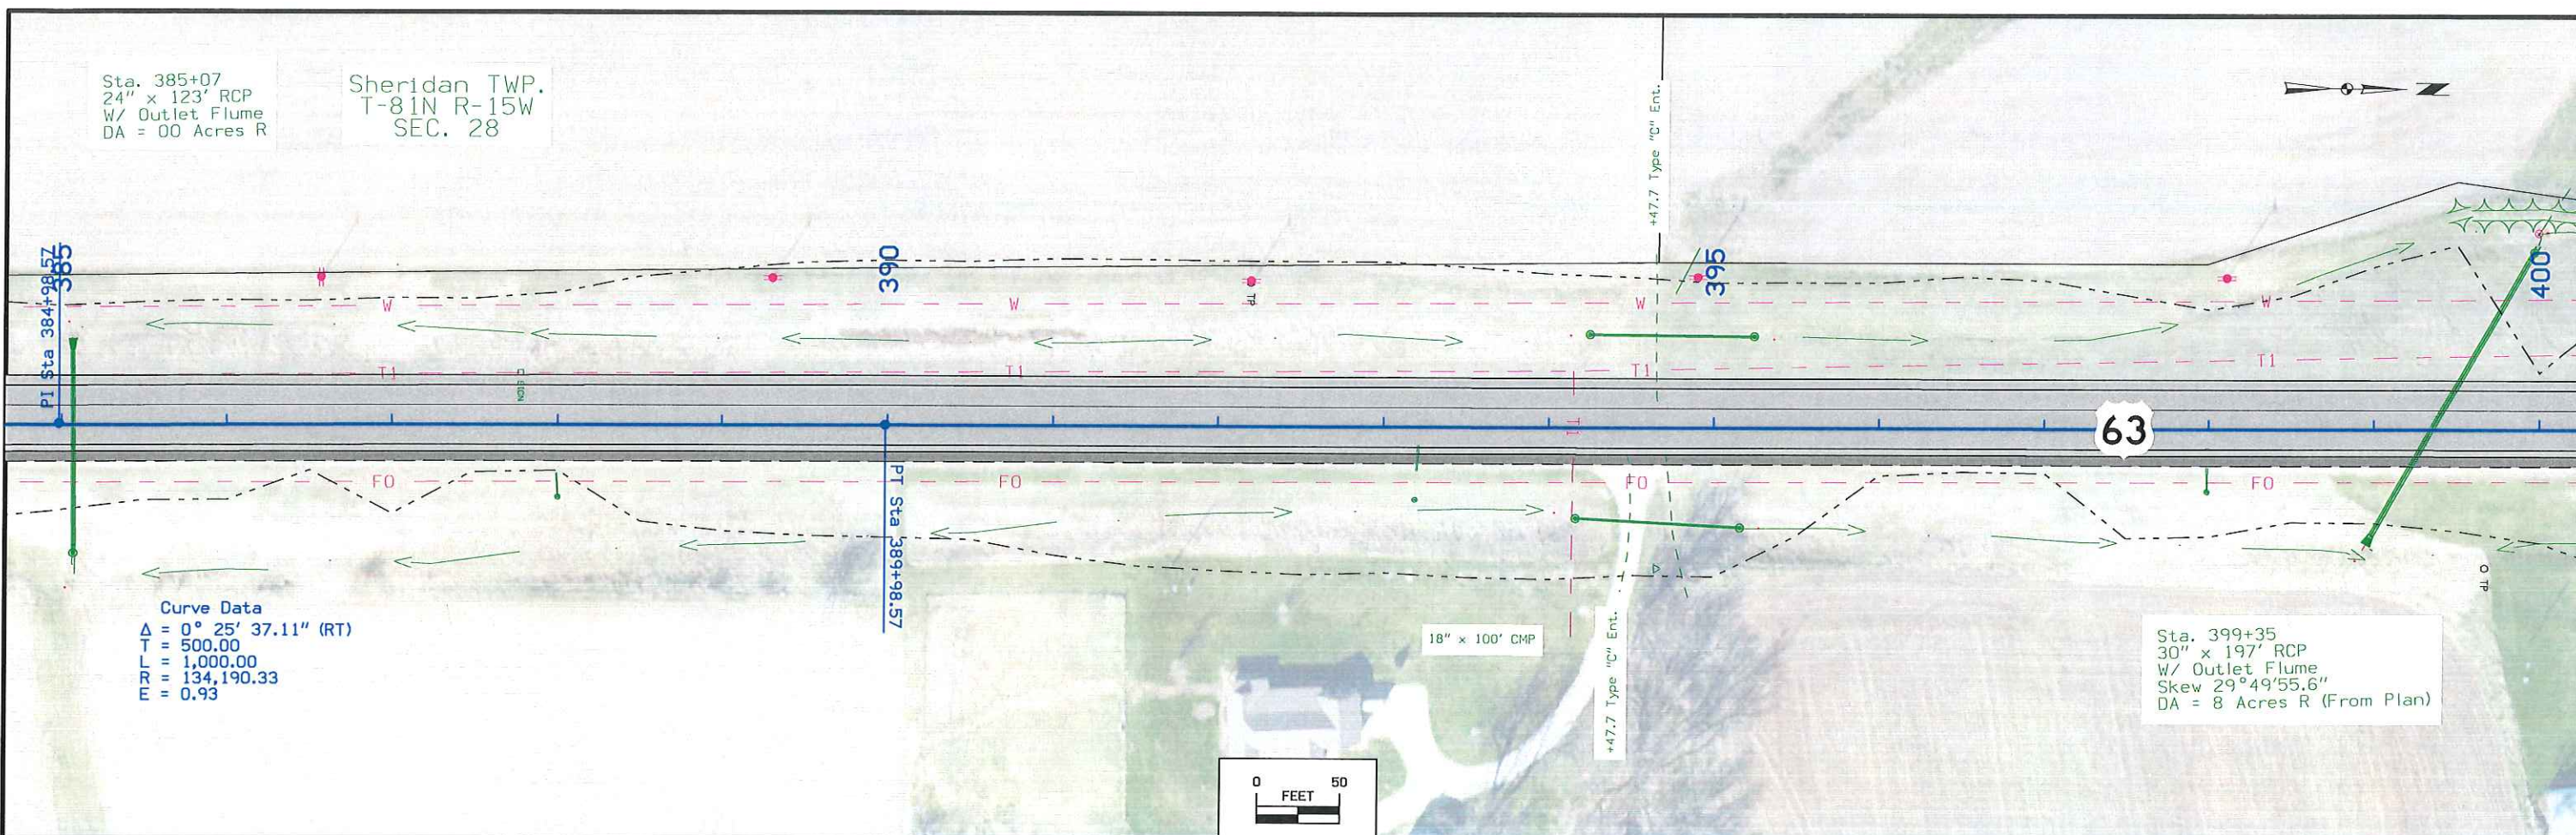 Sta. 385+07
24" x 123' RCP
W/ Outlet Flume
DA = 00 Acres R
Sheridan TWP.
T-81N R-15W
SEC. 28
+47.7 Type "C" Ent.
PI Sta 384+98.57
385
390
395
400
W
W
W
W
TP
T1
T1
T1
T1
T1
SIGN
63
FO
FO
FO
FO
PT Sta 389+98.57
Curve Data
Δ = 0° 25' 37.11" (RT)
T = 500.00
L = 1,000.00
R = 134,190.33
E = 0.93
18" x 100' CMP
+47.7 Type "C" Ent.
TP
Sta. 399+35
30" x 197' RCP
W/ Outlet Flume
Skew 29°49'55.6"
DA = 8 Acres R (From Plan)
0 50
FEET